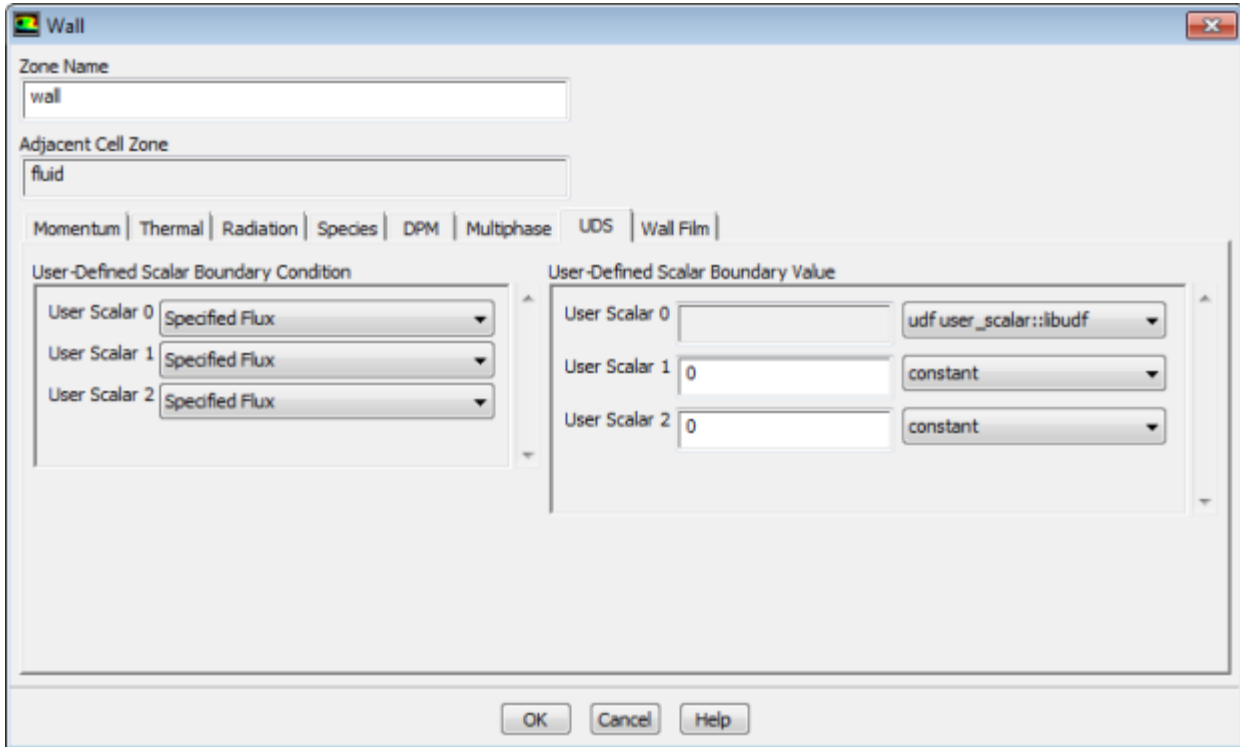 Wall
Zone Name
wall
Adjacent Cell Zone
fluid
Momentum Thermal Radiation Species DPM Multiphase UDS Wall Film
User-Defined Scalar Boundary Condition
User Scalar 0 Specified Flux
User Scalar 1 Specified Flux
User Scalar 2 Specified Flux
User-Defined Scalar Boundary Value
User Scalar 0 udf user_scalar::libudf
User Scalar 1 0 constant
User Scalar 2 0 constant
OK Cancel Help